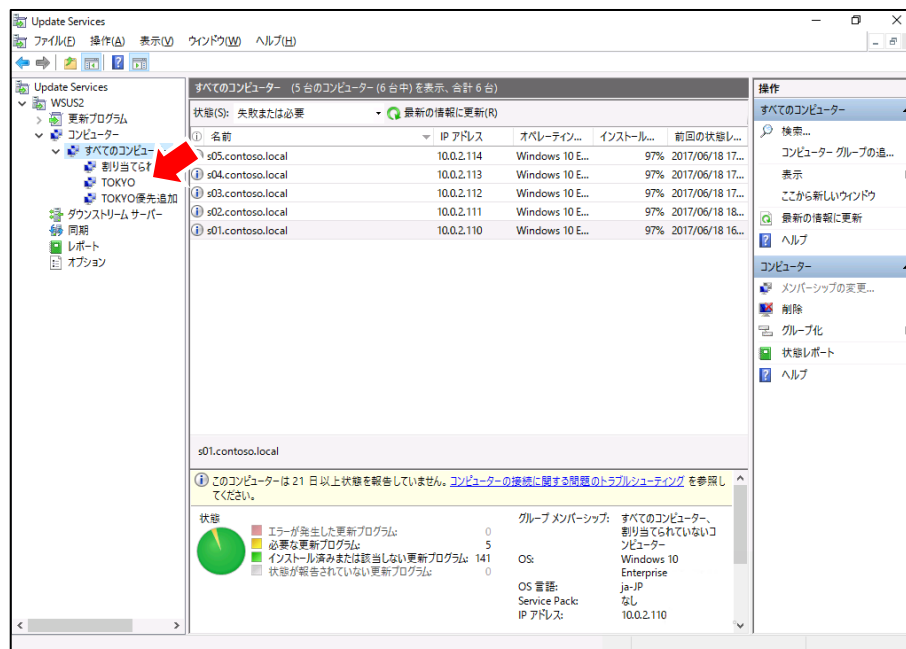 Update Services
ファイル(F) 操作(A) 表示(V) ウィンドウ(W) ヘルプ(H)
Update Services
WSUS2
更新プログラム
コンピューター
すべてのコンピュー
割り当てられ
TOKYO
TOKYO優先追加
ダウンストリーム サーバー
同期
レポート
オプション
すべてのコンピューター (5 台のコンピューター (6 台中) を表示、合計 6 台)
状態(S): 失敗または必要 最新の情報に更新(R)
名前 IP アドレス オペレーティン... インストール... 前回の状態レ...
s05.contoso.local 10.0.2.114 Windows 10 E... 97% 2017/06/18 17...
s04.contoso.local 10.0.2.113 Windows 10 E... 97% 2017/06/18 17...
s03.contoso.local 10.0.2.112 Windows 10 E... 97% 2017/06/18 17...
s02.contoso.local 10.0.2.111 Windows 10 E... 97% 2017/06/18 18...
s01.contoso.local 10.0.2.110 Windows 10 E... 97% 2017/06/18 16...
s01.contoso.local
このコンピューターは 21 日以上状態を報告していません。コンピューターの接続に関する問題のトラブルシューティング を参照し
てください。
状態
エラーが発生した更新プログラム: 0
必要な更新プログラム: 5
インストール済みまたは該当しない更新プログラム: 141
状態が報告されていない更新プログラム: 0
グループ メンバーシップ: すべてのコンピューター、
割り当てられていないコ
ンピューター
OS: Windows 10
Enterprise
OS 言語: ja-JP
Service Pack: なし
IP アドレス: 10.0.2.110
操作
すべてのコンピューター
検索...
コンピューター グループの追...
表示
ここから新しいウィンドウ
最新の情報に更新
ヘルプ
コンピューター
メンバーシップの変更...
削除
グループ化
状態レポート
ヘルプ